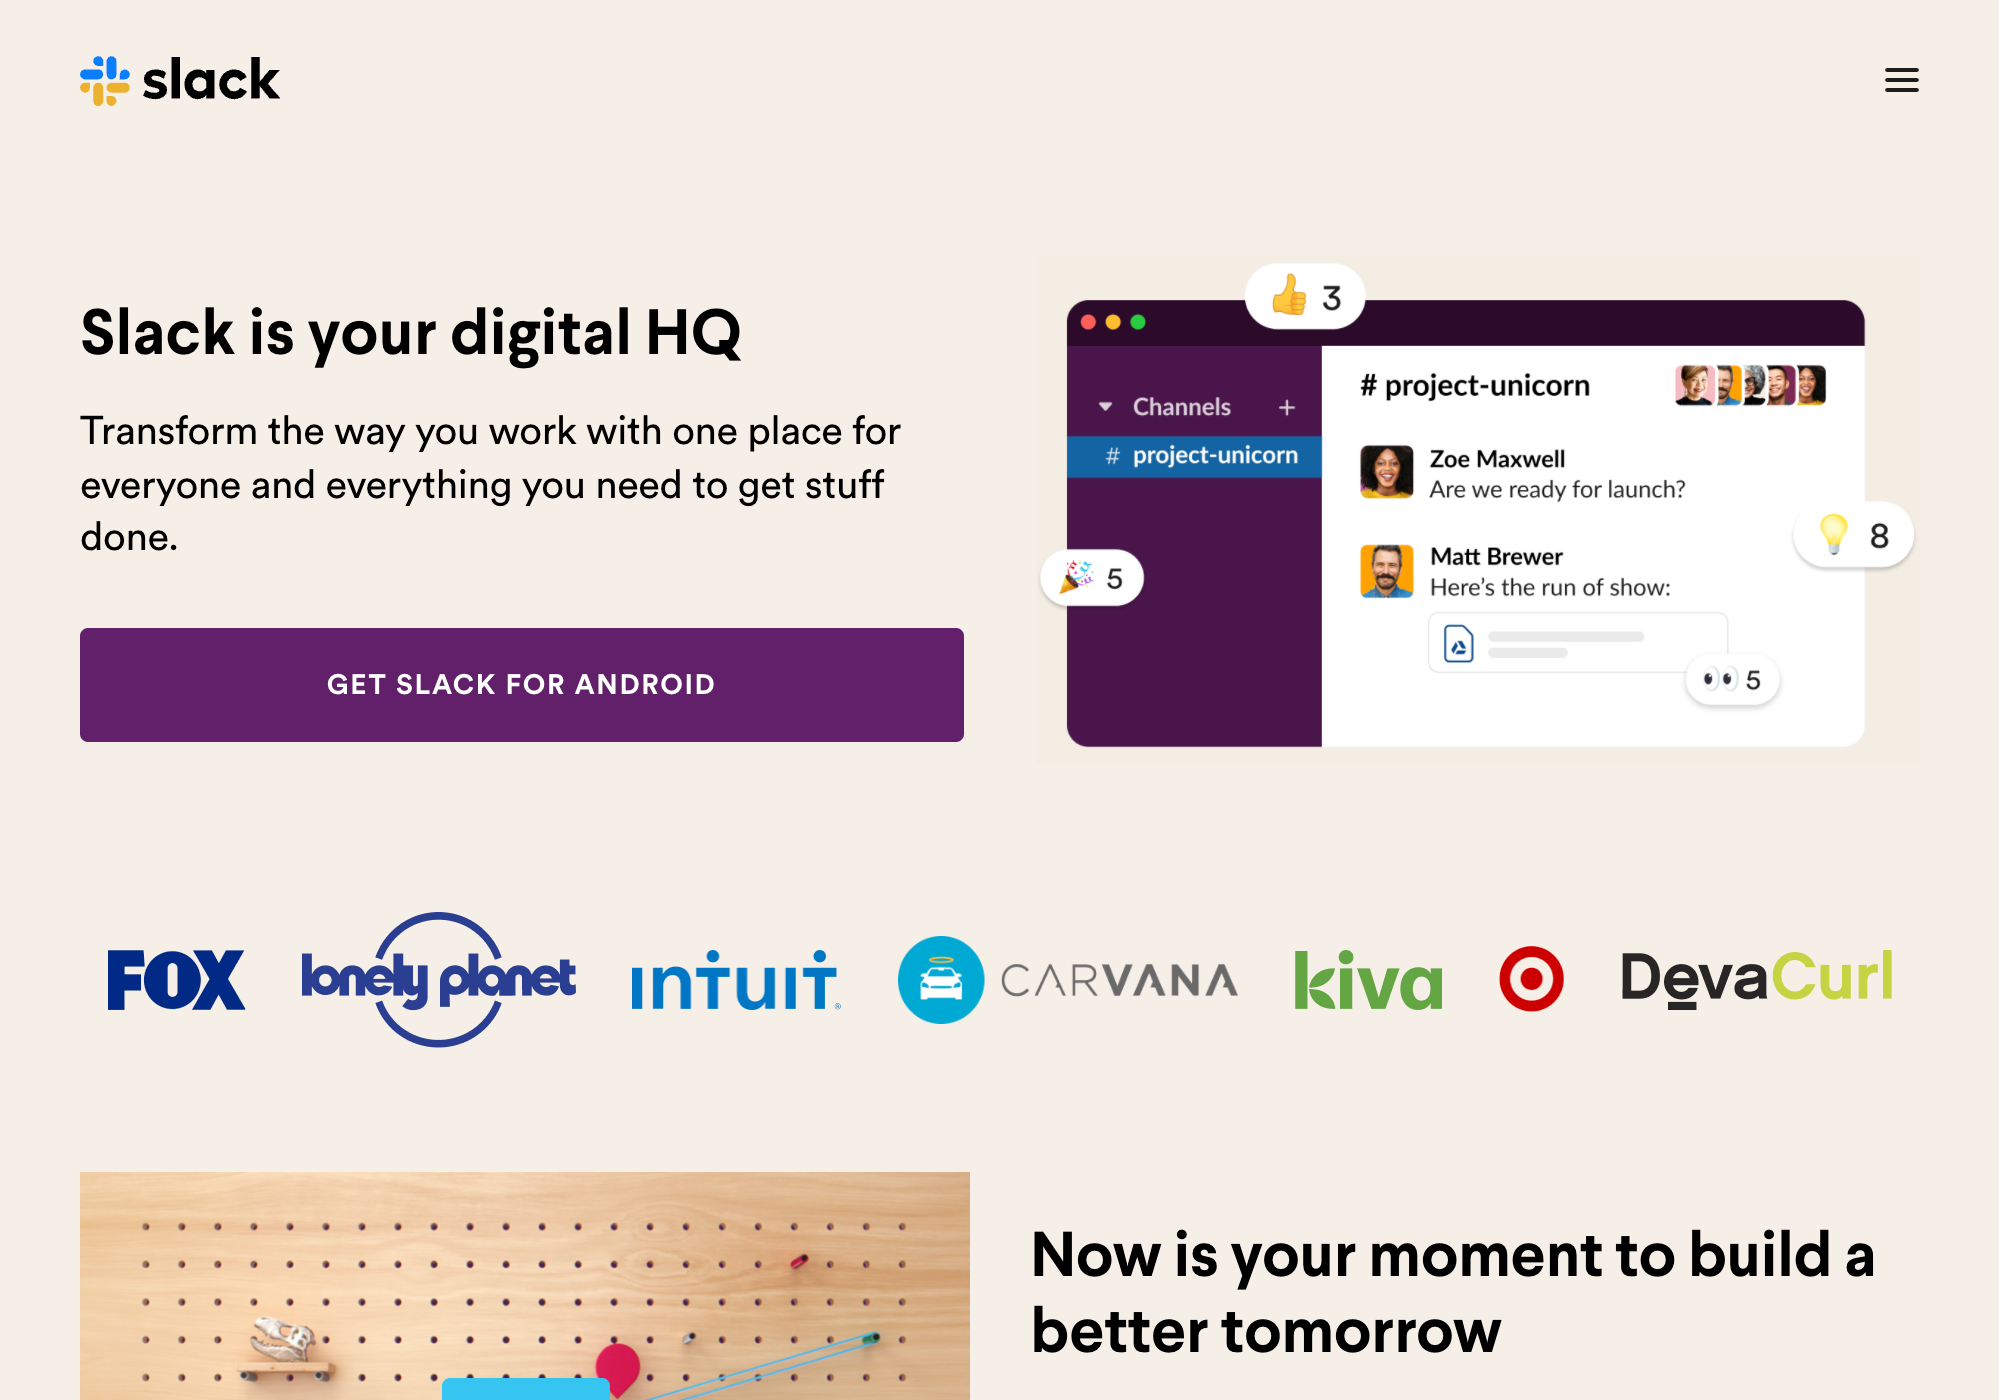 slack
Slack is your digital HQ
Transform the way you work with one place for
everyone and everything you need to get stuff
done.
GET SLACK FOR ANDROID
3
Channels +
# project-unicorn
# project-unicorn
Zoe Maxwell
Are we ready for launch?
8
Matt Brewer
Here's the run of show:
5
5
FOX
lonely planet
intuit®
CARVANA
kiva
DevaCurl
Now is your moment to build a
better tomorrow